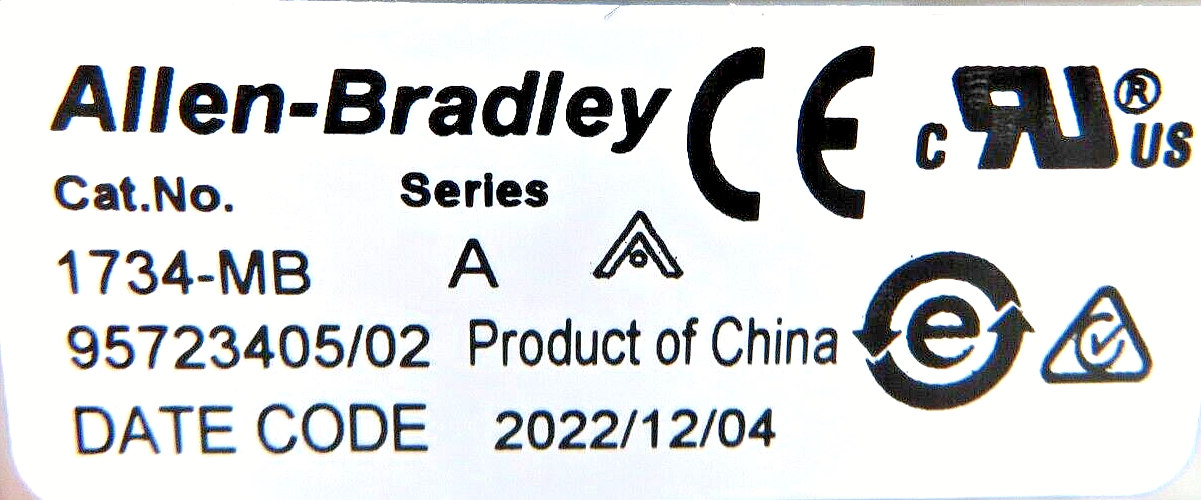 Allen-Bradley CE c RU® US
Cat.No. Series
1734-MB A
95723405/02 Product of China e
DATE CODE 2022/12/04